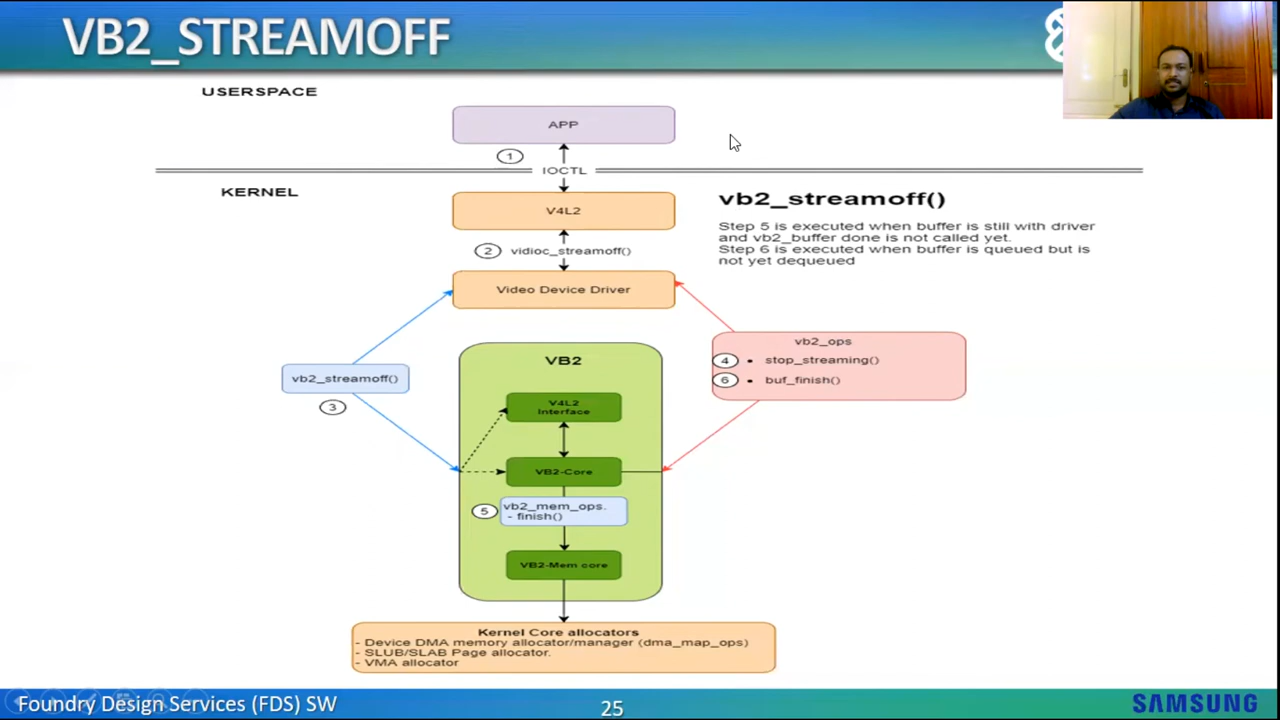 VB2_STREAMOFF
USERSPACE
APP
1
IOCTL
KERNEL
V4L2
vb2_streamoff()
Step 5 is executed when buffer is still with driver
and vb2_buffer done is not called yet.
Step 6 is executed when buffer is queued but is
not yet dequeued
2 vidioc_streamoff()
Video Device Driver
vb2_ops
4 • stop_streaming()
6 • buf_finish()
VB2
vb2_streamoff()
3
V4L2
Interface
VB2-Core
5
vb2_mem_ops.
- finish()
VB2-Mem core
Kernel Core allocators
- Device DMA memory allocator/manager (dma_map_ops)
- SLUB/SLAB Page allocator.
- VMA allocator
Foundry Design Services (FDS) SW
25
SAMSUNG